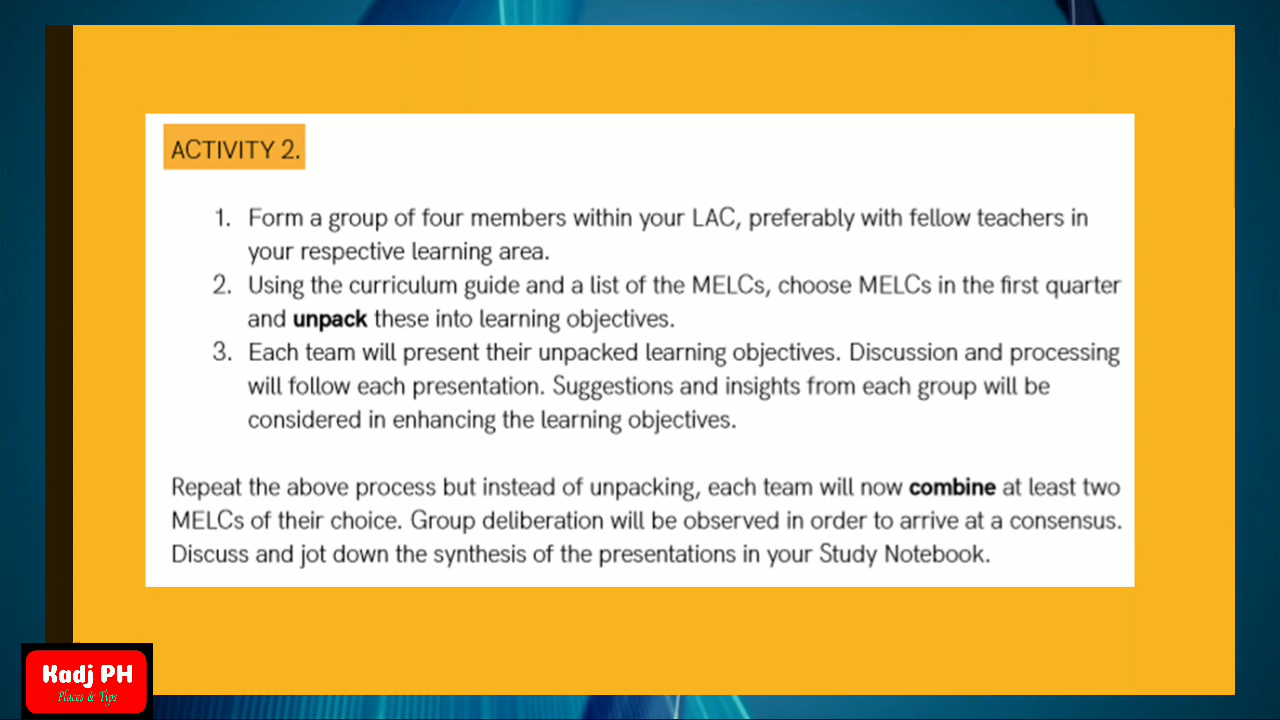 ACTIVITY 2.
1. Form a group of four members within your LAC, preferably with fellow teachers in
your respective learning area.
2. Using the curriculum guide and a list of the MELCs, choose MELCs in the first quarter
and unpack these into learning objectives.
3. Each team will present their unpacked learning objectives. Discussion and processing
will follow each presentation. Suggestions and insights from each group will be
considered in enhancing the learning objectives.
Repeat the above process but instead of unpacking, each team will now combine at least two
MELCs of their choice. Group deliberation will be observed in order to arrive at a consensus.
Discuss and jot down the synthesis of the presentations in your Study Notebook.
Kadj PH
Places & Tips